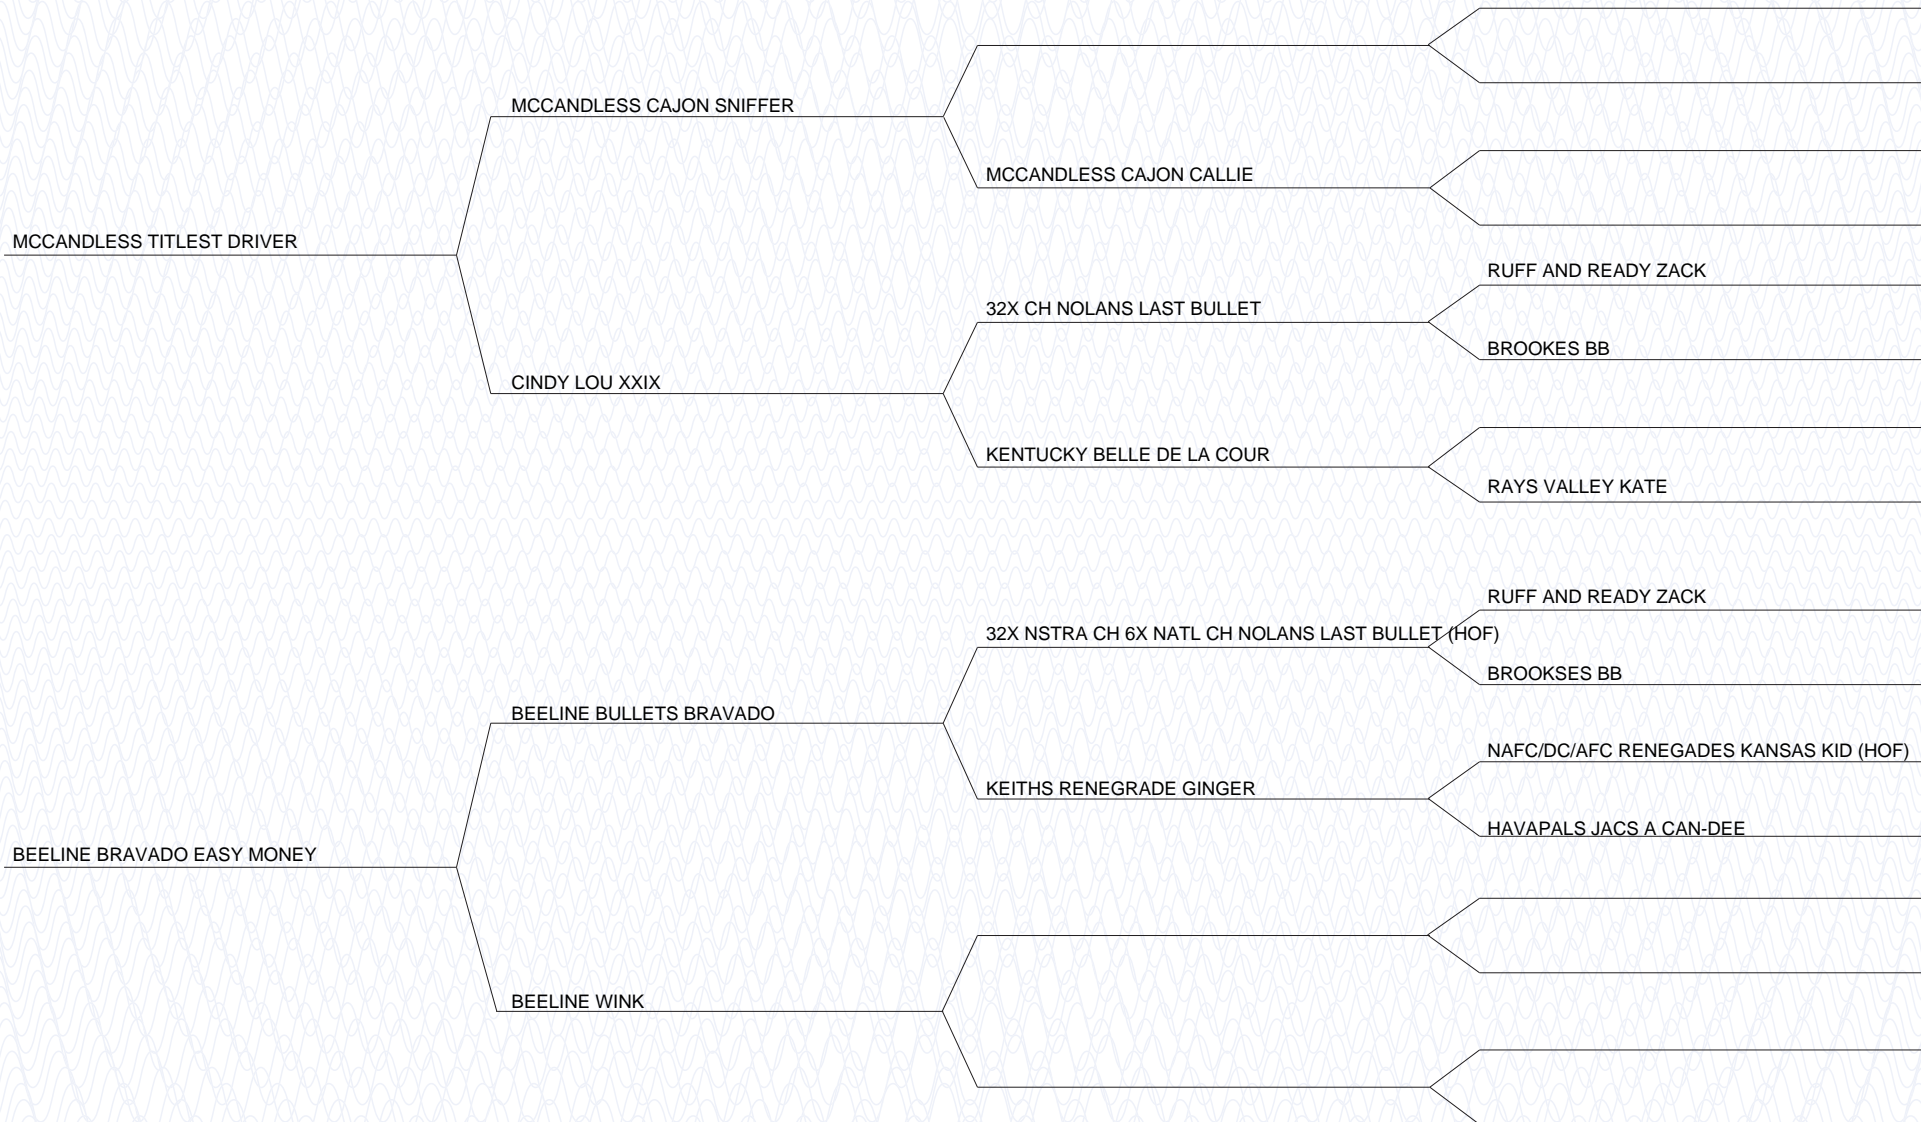 MCCANDLESS CAJON SNIFFER
MCCANDLESS CAJON CALLIE
MCCANDLESS TITLEST DRIVER
RUFF AND READY ZACK
32X CH NOLANS LAST BULLET
BROOKES BB
CINDY LOU XXIX
KENTUCKY BELLE DE LA COUR
RAYS VALLEY KATE
RUFF AND READY ZACK
32X NSTRA CH 6X NATL CH NOLANS LAST BULLET (HOF)
BROOKSES BB
BEELINE BULLETS BRAVADO
NAFC/DC/AFC RENEGADES KANSAS KID (HOF)
KEITHS RENEGRADE GINGER
HAVAPALS JACS A CAN-DEE
BEELINE BRAVADO EASY MONEY
BEELINE WINK